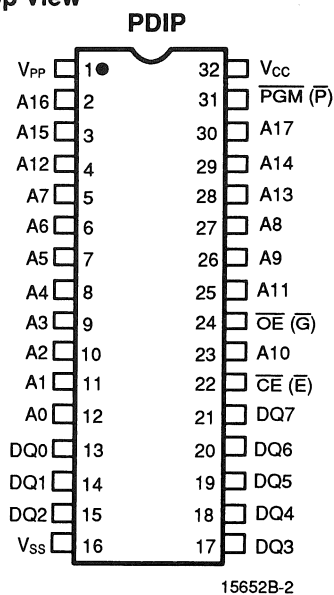 op View
PDIP
VPP 1 32 VCC
A16 2 31 PGM (P)
A15 3 30 A17
A12 4 29 A14
A7 5 28 A13
A6 6 27 A8
A5 7 26 A9
A4 8 25 A11
A3 9 24 OE (G)
A2 10 23 A10
A1 11 22 CE (E)
A0 12 21 DQ7
DQ0 13 20 DQ6
DQ1 14 19 DQ5
DQ2 15 18 DQ4
VSS 16 17 DQ3
15652B-2